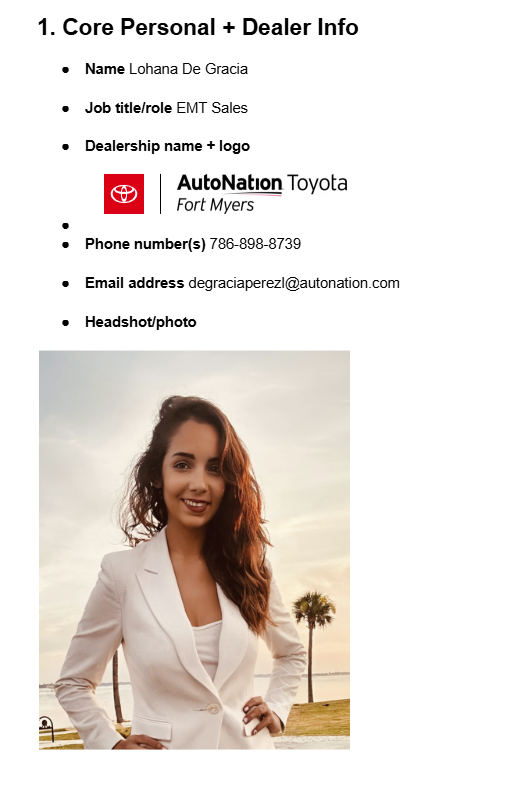 1. Core Personal + Dealer Info
● Name Lohana De Gracia
● Job title/role EMT Sales
● Dealership name + logo
AutoNation Toyota
Fort Myers
●
● Phone number(s) 786-898-8739
● Email address degraciaperezl@autonation.com
● Headshot/photo